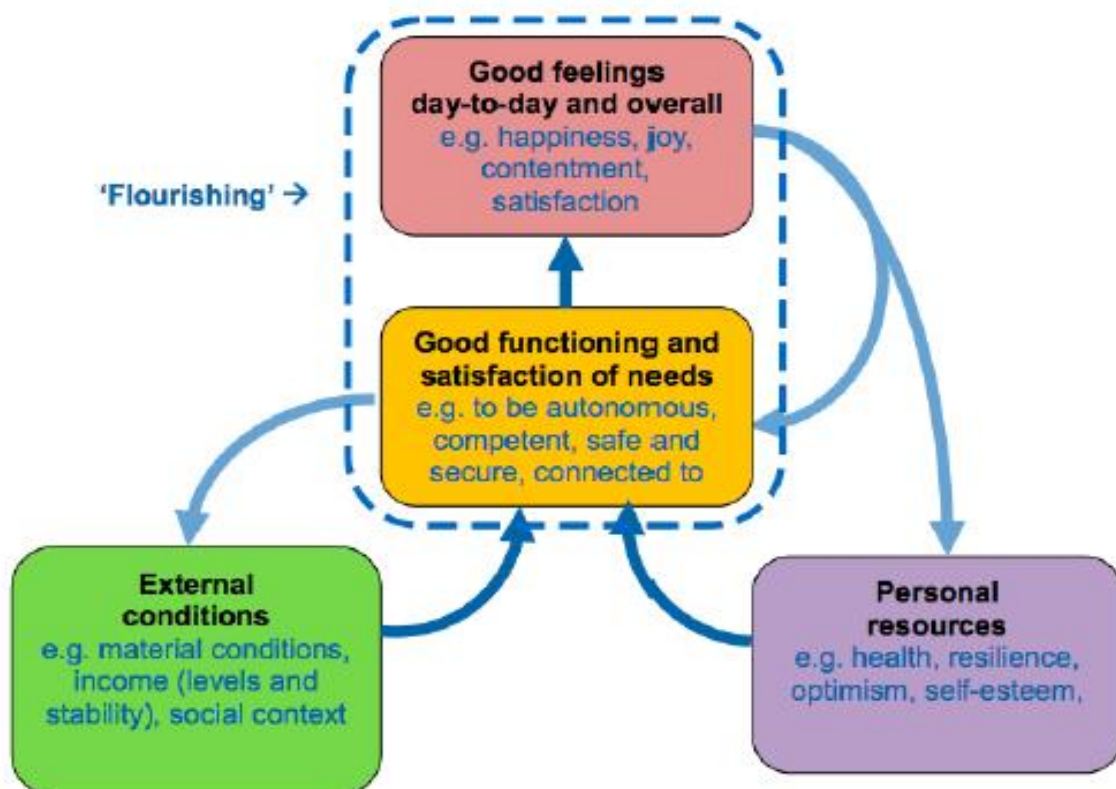 Good feelings
day-to-day and overall
e.g. happiness, joy,
contentment,
satisfaction
'Flourishing' →
Good functioning and
satisfaction of needs
e.g. to be autonomous,
competent, safe and
secure, connected to
External
conditions
e.g. material conditions,
income (levels and
stability), social context
Personal
resources
e.g. health, resilience,
optimism, self-esteem,